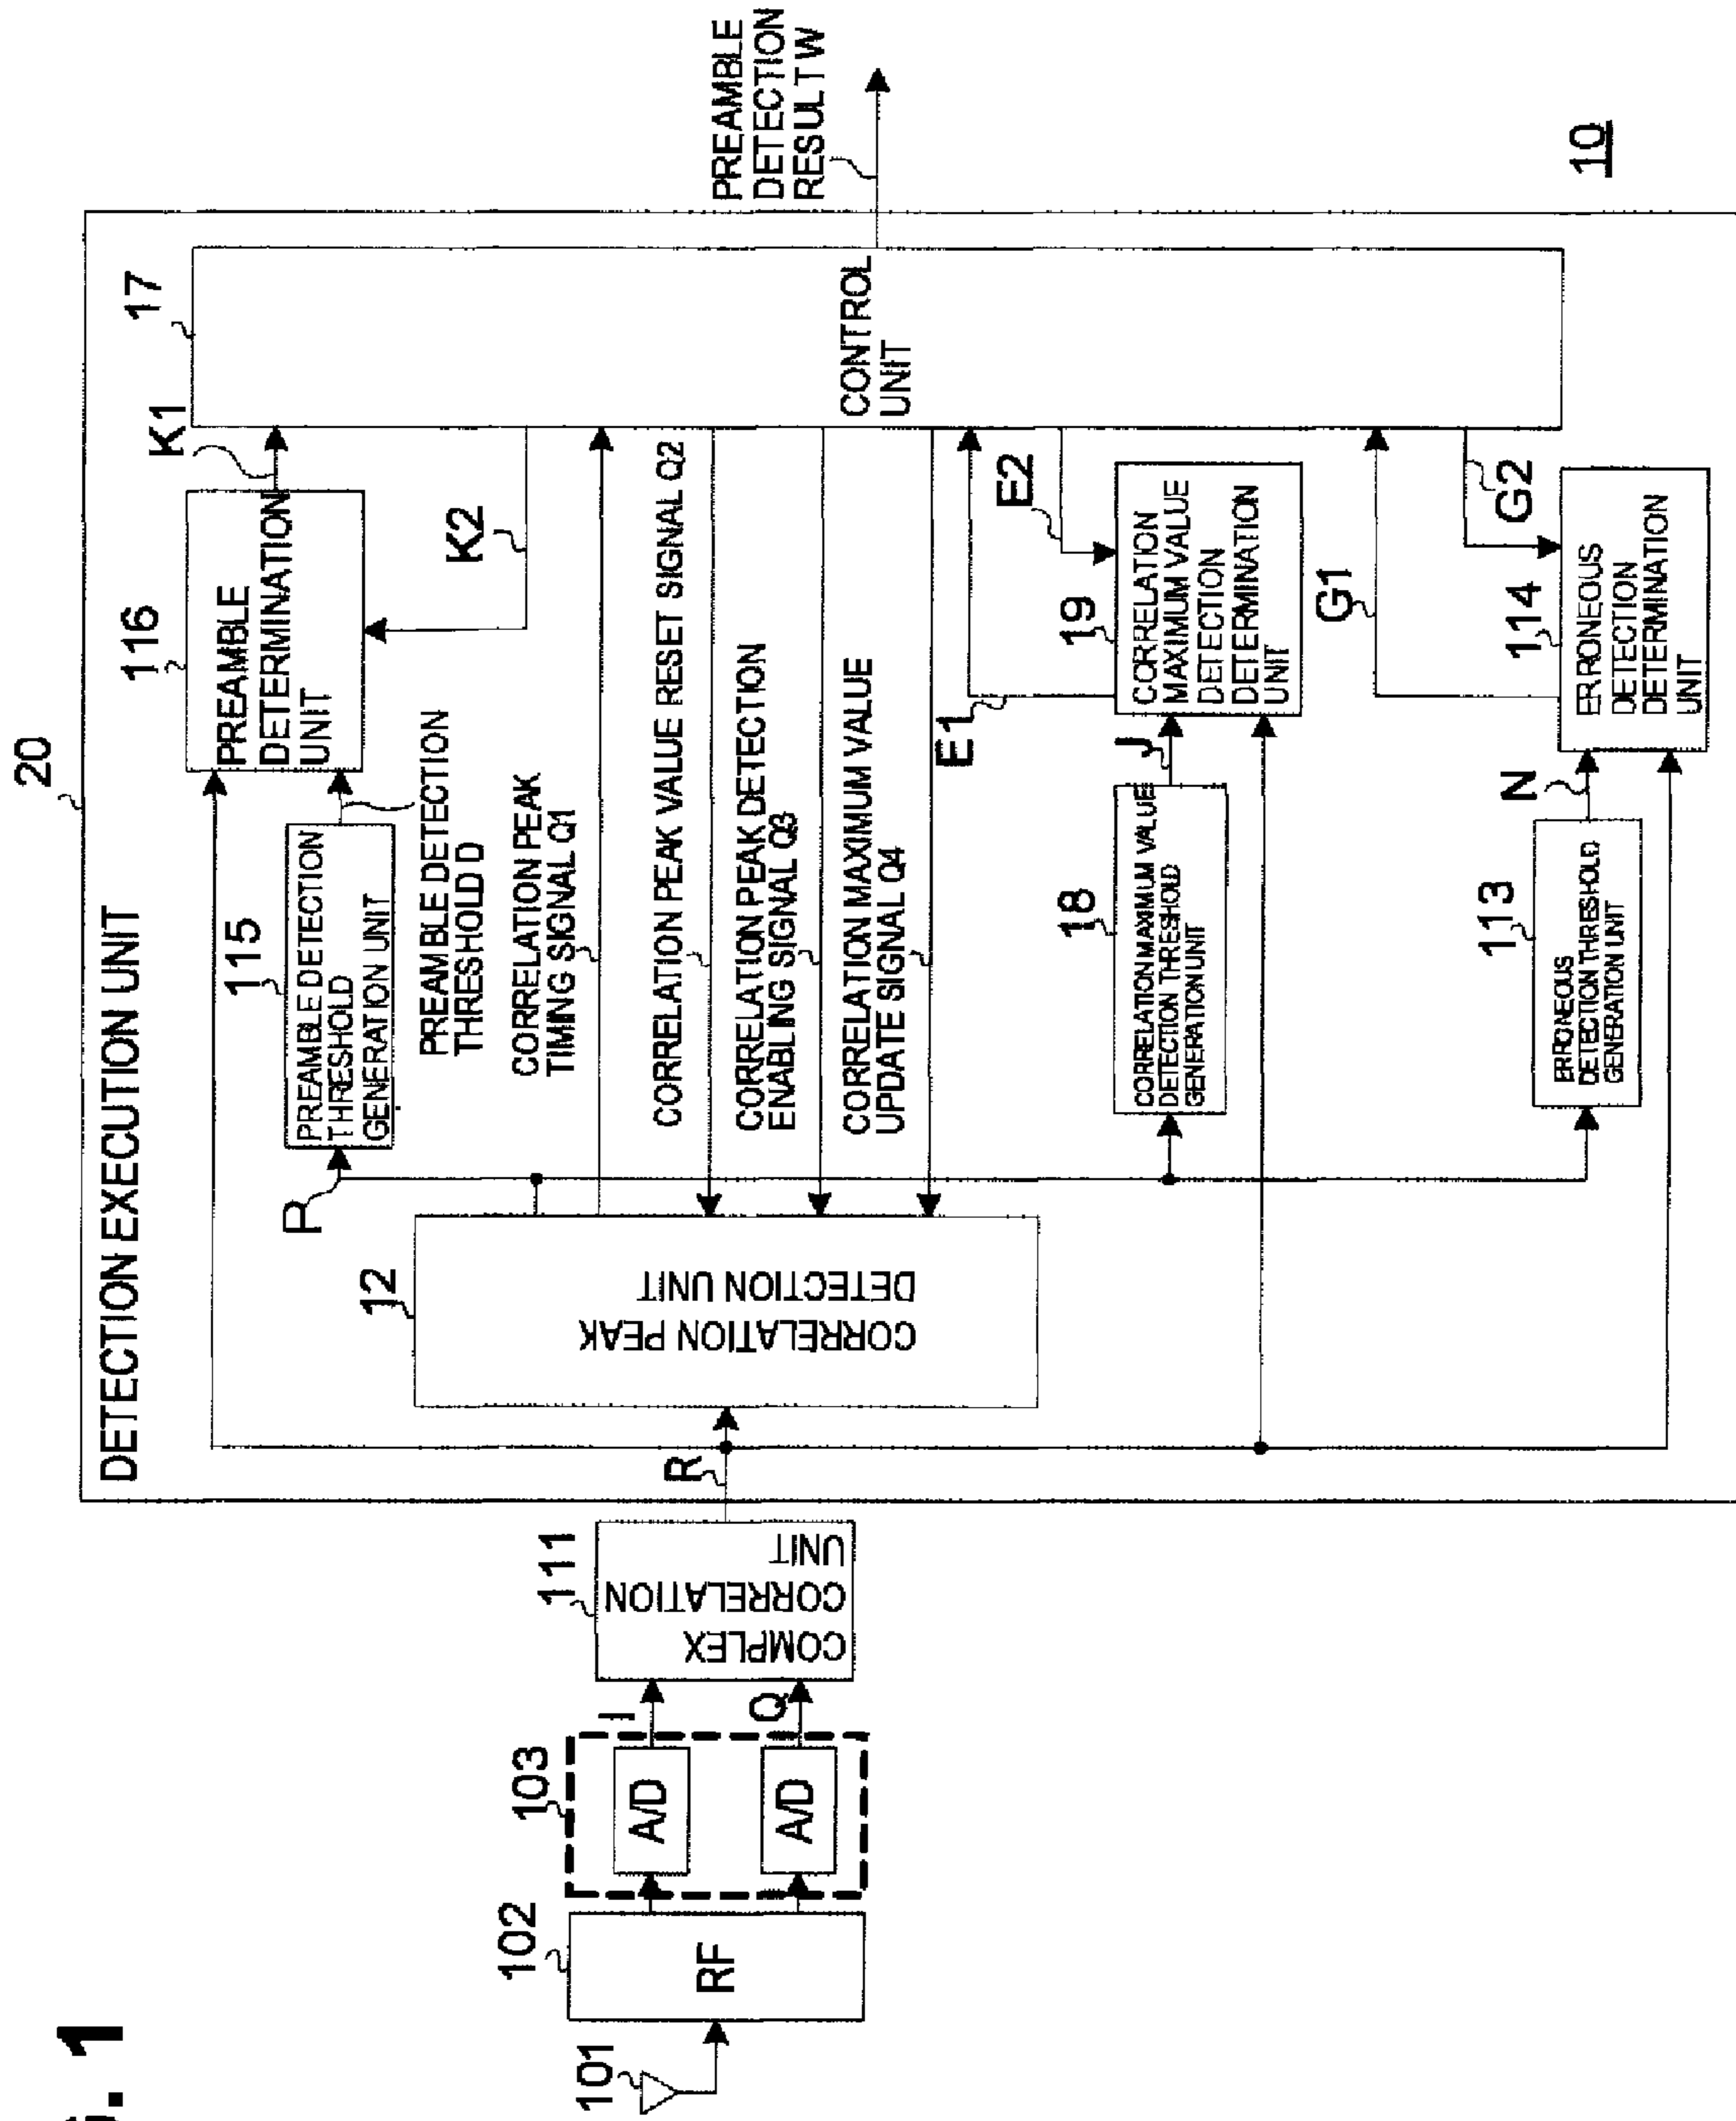 . 1
DETECTION EXECUTION UNIT
20
10
101
102
RF
103
A/D
A/D
I
Q
111
COMPLEX
CORRELATION
UNIT
R
12
CORRELATION PEAK
DETECTION UNIT
P
115
PREAMBLE DETECTION
THRESHOLD
GENERATION UNIT
PREAMBLE DETECTION
THRESHOLD D
116
PREAMBLE
DETERMINATION
UNIT
K1
K2
CORRELATION PEAK
TIMING SIGNAL Q1
CORRELATION PEAK VALUE RESET SIGNAL Q2
CORRELATION PEAK DETECTION
ENABLING SIGNAL Q3
CORRELATION MAXIMUM VALUE
UPDATE SIGNAL Q4
18
CORRELATION MAXIMUM VALUE
DETECTION THRESHOLD
GENERATION UNIT
J
19
CORRELATION
MAXIMUM VALUE
DETECTION
DETERMINATION
UNIT
E1
E2
113
ERRONEOUS
DETECTION THRESHOLD
GENERATION UNIT
N
114
ERRONEOUS
DETECTION
DETERMINATION
UNIT
G1
G2
17
CONTROL
UNIT
PREAMBLE
DETECTION
RESULT W